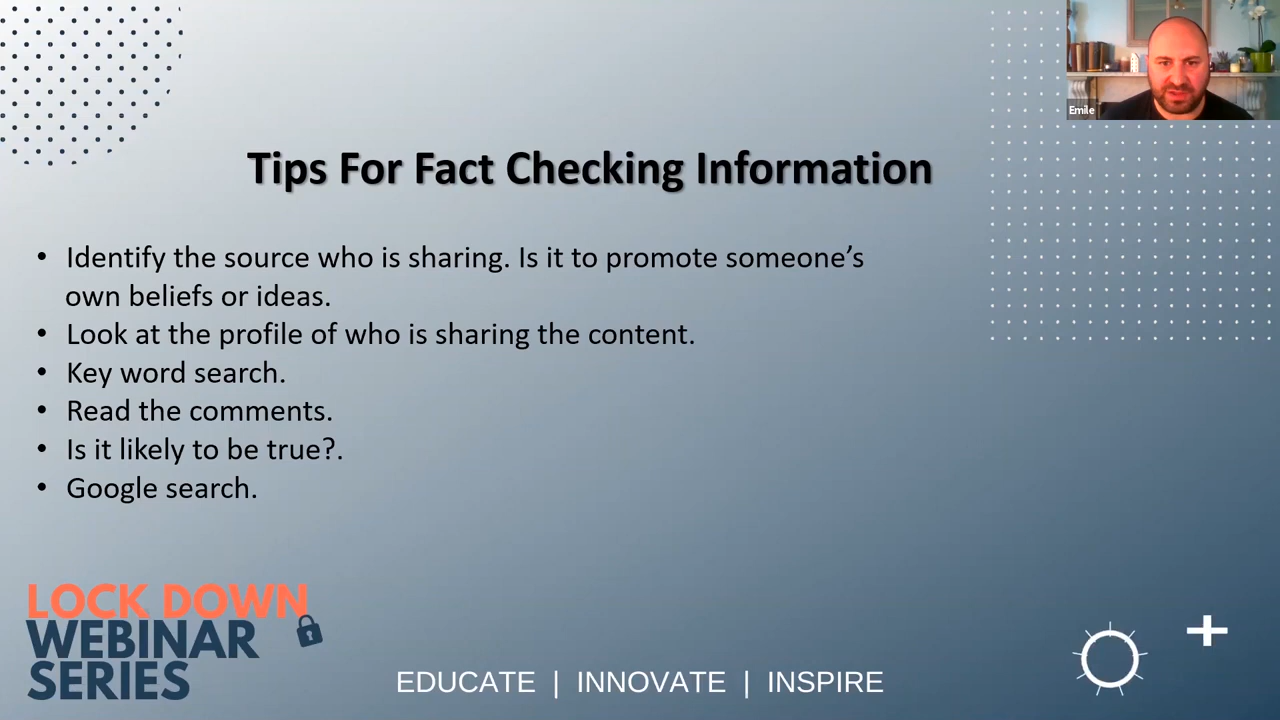 Emile
Tips For Fact Checking Information
• Identify the source who is sharing. Is it to promote someone’s
own beliefs or ideas.
• Look at the profile of who is sharing the content.
• Key word search.
• Read the comments.
• Is it likely to be true?.
• Google search.
LOCK DOWN
WEBINAR
SERIES
EDUCATE | INNOVATE | INSPIRE